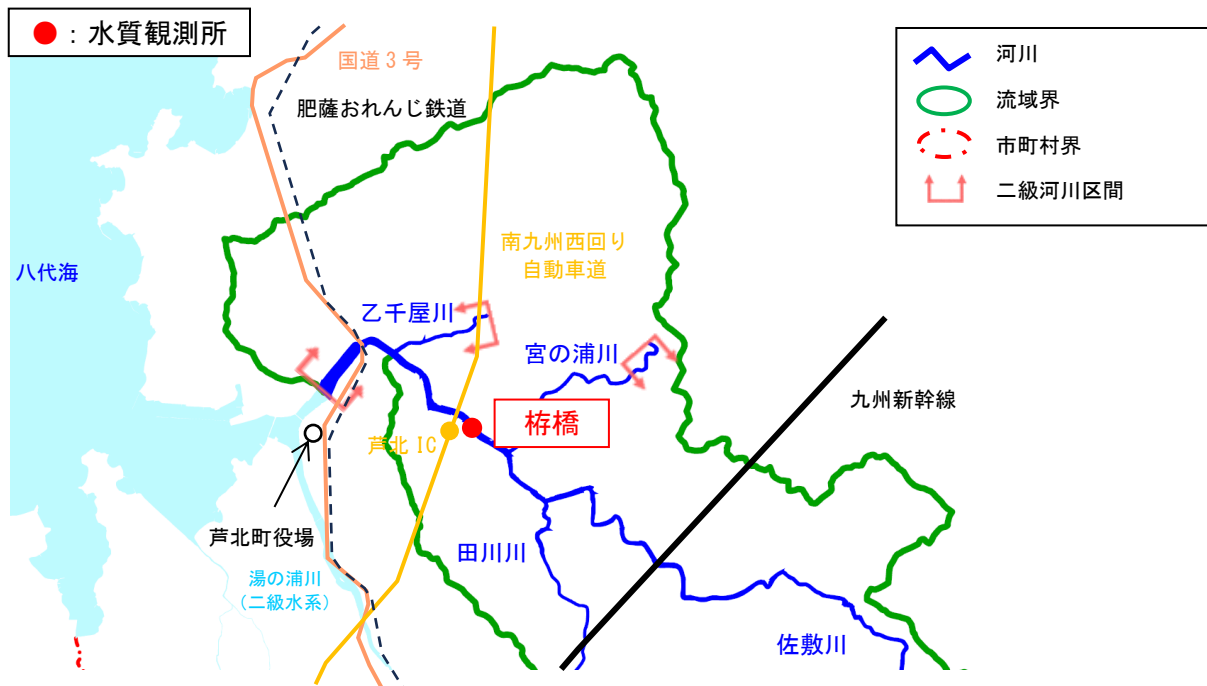 ●：水質観測所
国道3号
肥薩おれんじ鉄道
河川
流域界
市町村界
二級河川区間
八代海
南九州西回り
自動車道
乙千屋川
宮の浦川
九州新幹線
栫橋
芦北IC
芦北町役場
田川川
湯の浦川
(二級水系)
佐敷川